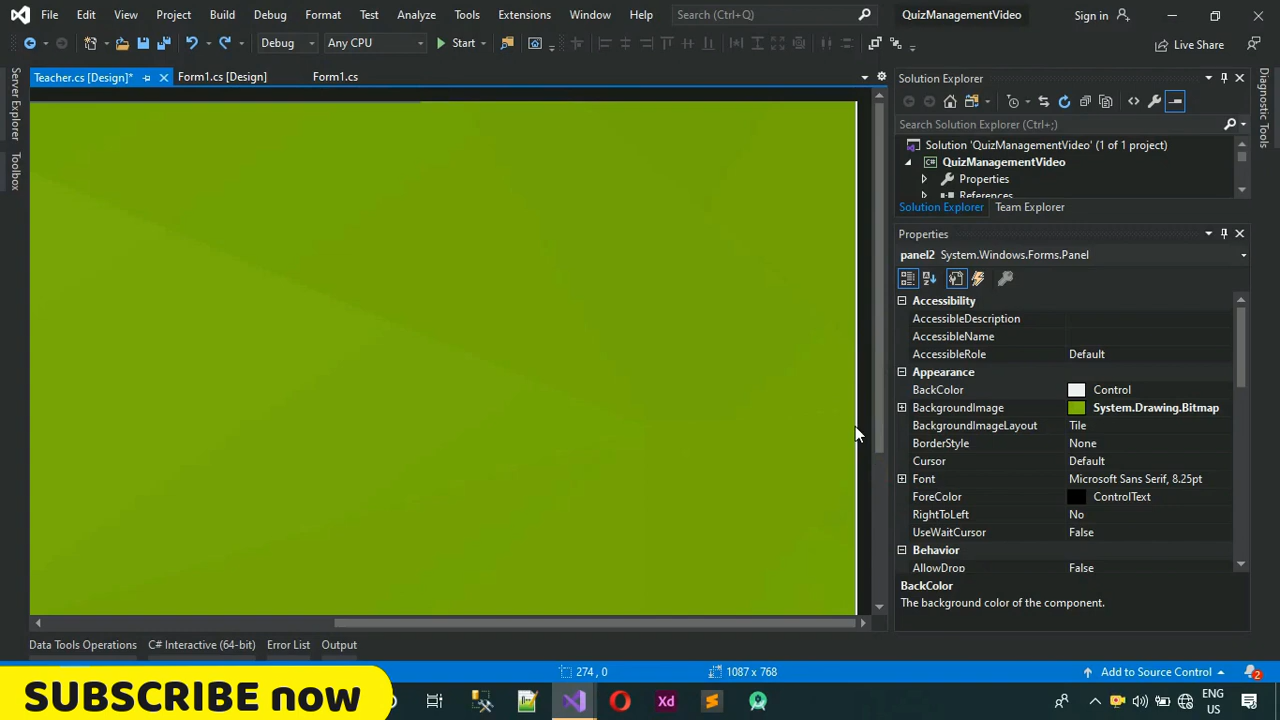 File Edit View Project Build Debug Format Test Analyze Tools Extensions Window Help Search (Ctrl+Q) QuizManagementVideo Sign in
Debug Any CPU Start Live Share
Teacher.cs [Design]* Form1.cs [Design] Form1.cs
Server Explorer
Toolbox
Solution Explorer
Search Solution Explorer (Ctrl+;)
Solution 'QuizManagementVideo' (1 of 1 project)
QuizManagementVideo
Properties
References
Solution Explorer Team Explorer
Diagnostic Tools
Properties
panel2 System.Windows.Forms.Panel
Accessibility
AccessibleDescription
AccessibleName
AccessibleRole Default
Appearance
BackColor Control
BackgroundImage System.Drawing.Bitmap
BackgroundImageLayout Tile
BorderStyle None
Cursor Default
Font Microsoft Sans Serif, 8.25pt
ForeColor ControlText
RightToLeft No
UseWaitCursor False
Behavior
AllowDrop False
BackColor
The background color of the component.
Data Tools Operations C# Interactive (64-bit) Error List Output
274 , 0 1087 x 768 Add to Source Control 2
SUBSCRIBE now
Xd
ENG
US